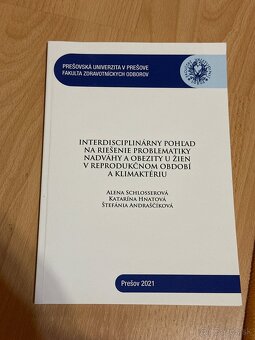 PREŠOVSKÁ UNIVERZITA V PREŠOVE
FAKULTA ZDRAVOTNÍCKYCH ODBOROV
INTERDISCIPLINÁRNY POHĽAD
NA RIEŠENIE PROBLEMATIKY
NADVÁHY A OBEZITY U ŽIEN
V REPRODUKČNOM OBDOBÍ
A KLIMAKTÉRIU
ALENA SCHLOSSEROVÁ
KATARÍNA HNATOVÁ
ŠTEFÁNIA ANDRAŠČÍKOVÁ
Prešov 2021